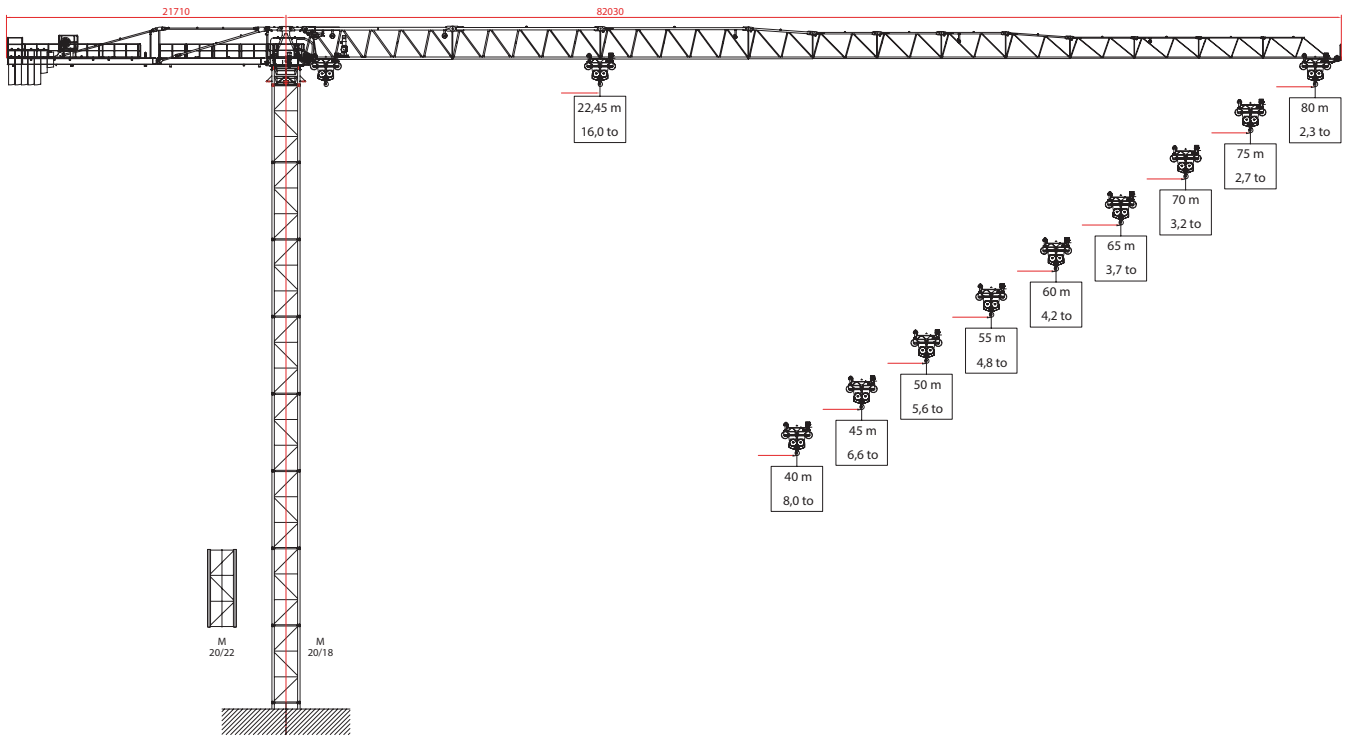 21710
82030
22,45 m
16,0 to
80 m
2,3 to
75 m
2,7 to
70 m
3,2 to
65 m
3,7 to
60 m
4,2 to
55 m
4,8 to
50 m
5,6 to
45 m
6,6 to
40 m
8,0 to
M
20/22
M
20/18